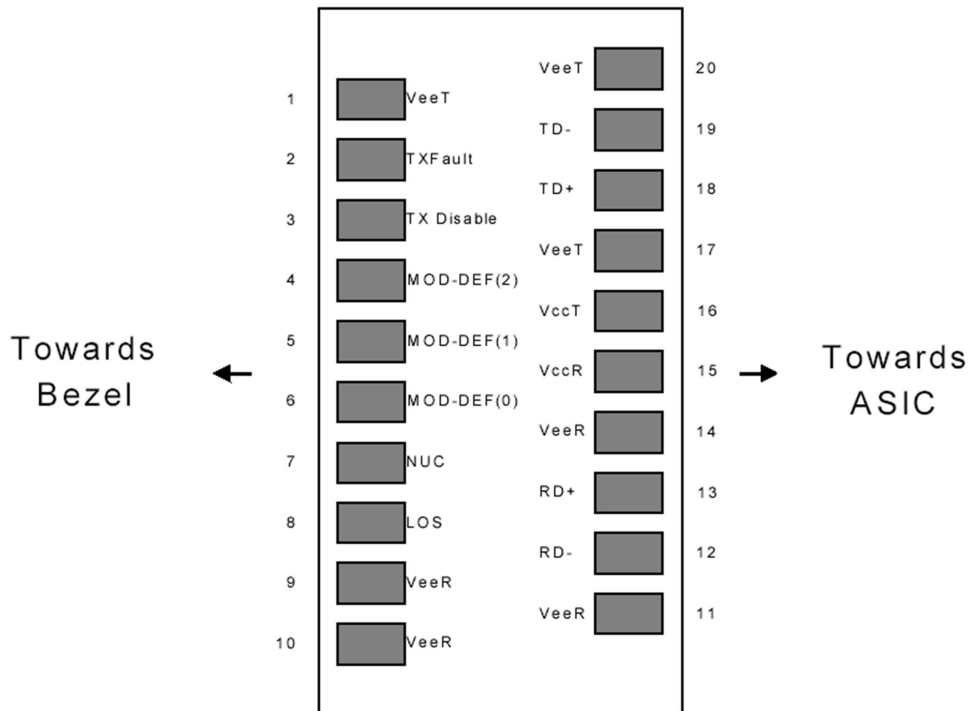 VeeT 20
1 VeeT
TD- 19
2 TXFault
TD+ 18
3 TX Disable
VeeT 17
4 MOD-DEF(2)
VccT 16
5 MOD-DEF(1)
Towards
Bezel
VccR 15
Towards
ASIC
6 MOD-DEF(0)
VeeR 14
7 NUC
RD+ 13
8 LOS
RD- 12
9 VeeR
VeeR 11
10 VeeR